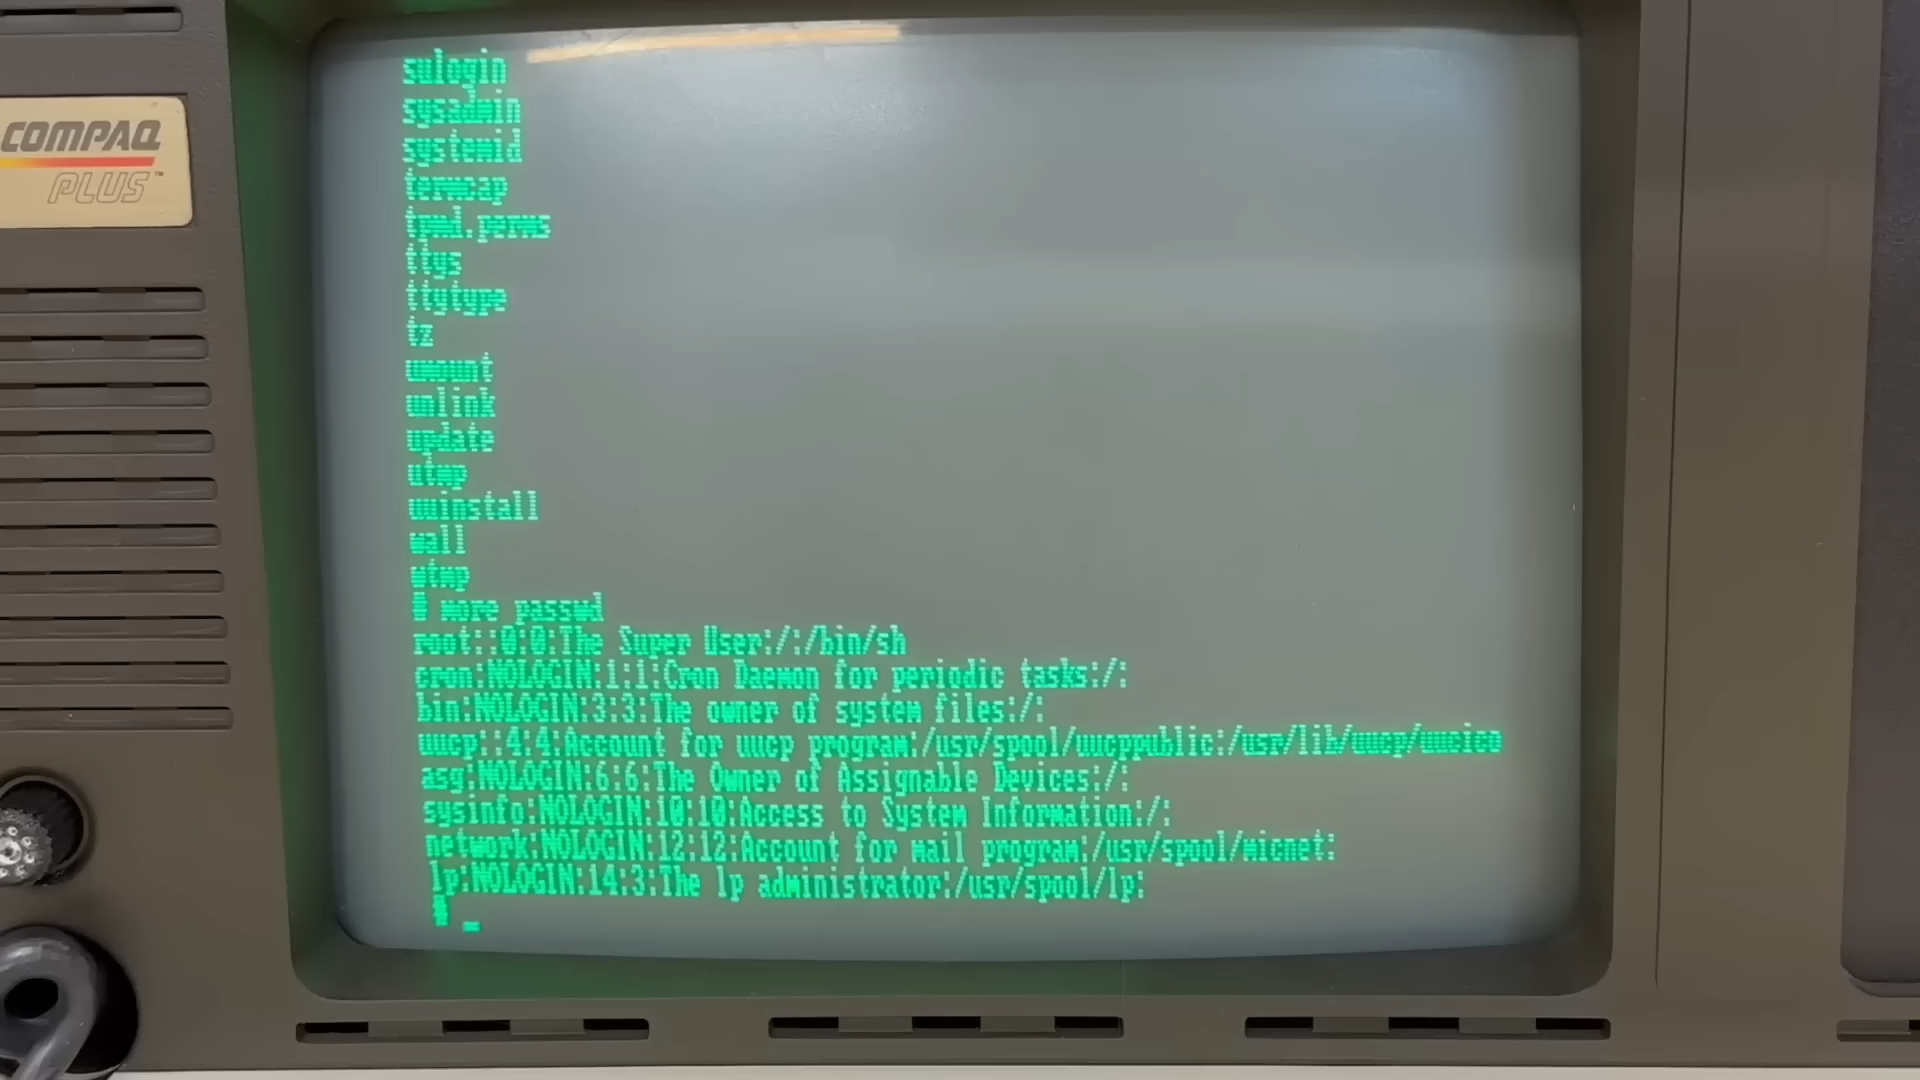 COMPAQ
PLUS™
sulogin
sysadmin
systemid
termcap
tpmd.perms
ttys
ttytype
tz
umount
unlink
update
utmp
uuinstall
wall
wtmp
# more passwd
root::0:0:The Super User:/:/bin/sh
cron:NOLOGIN:1:1:Cron Daemon for periodic tasks:/:
bin:NOLOGIN:3:3:The owner of system files:/:
uucp::4:4:Account for uucp program:/usr/spool/uucppublic:/usr/lib/uucp/uucico
asg:NOLOGIN:6:6:The Owner of Assignable Devices:/:
sysinfo:NOLOGIN:10:10:Access to System Information:/:
network:NOLOGIN:12:12:Account for mail program:/usr/spool/micnet:
lp:NOLOGIN:14:3:The lp administrator:/usr/spool/lp:
# _